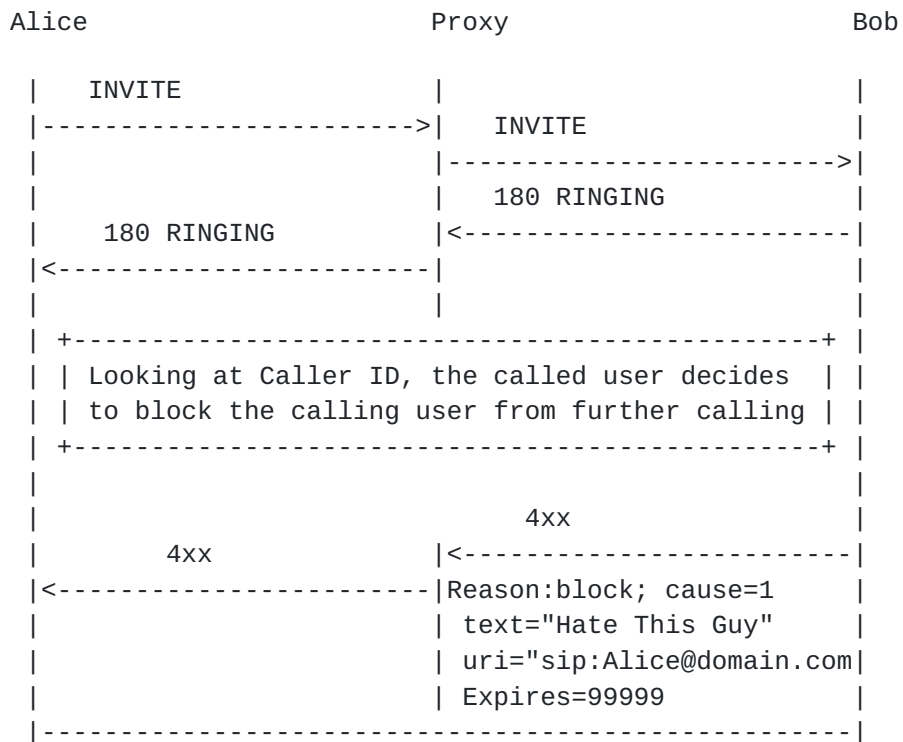 Alice Proxy Bob
INVITE
INVITE
180 RINGING
180 RINGING
Looking at Caller ID, the called user decides
to block the calling user from further calling
4xx
4xx
Reason:block; cause=1
text="Hate This Guy"
uri="sip:Alice@domain.com
Expires=99999